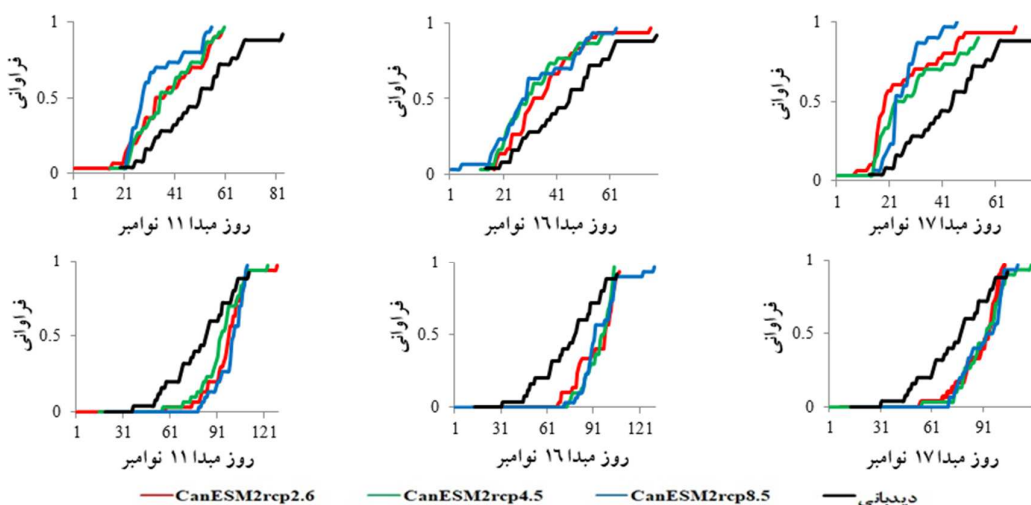 1
0.5
0
فراوانی
1 21 41 61 81
روز مبدا ۱۱ نوامبر
1
0.5
0
فراوانی
1 21 41 61
روز مبدا ۱۶ نوامبر
1
0.5
0
فراوانی
1 21 41 61
روز مبدا ۱۷ نوامبر
1
0.5
0
فراوانی
1 31 61 91 121
روز مبدا ۱۱ نوامبر
1
0.5
0
فراوانی
1 31 61 91 121
روز مبدا ۱۶ نوامبر
1
0.5
0
فراوانی
1 31 61 91
روز مبدا ۱۷ نوامبر
CanESM2rcp2.6 CanESM2rcp4.5 CanESM2rcp8.5 دیدبانی